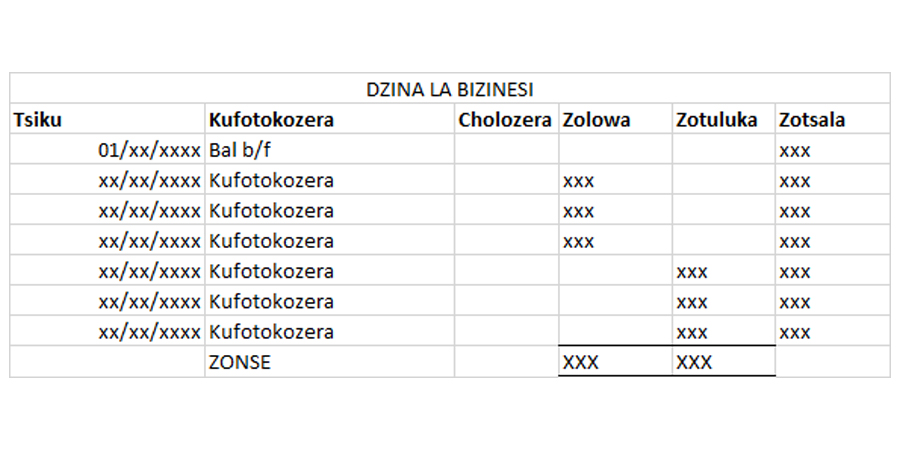 DZINA LA BIZINESI
Tsiku Kufotokozera Cholozera Zolowa Zotuluka Zotsala
01/xx/xxxx Bal b/f xxx
xx/xx/xxxx Kufotokozera xxx xxx
xx/xx/xxxx Kufotokozera xxx xxx
xx/xx/xxxx Kufotokozera xxx xxx
xx/xx/xxxx Kufotokozera xxx xxx
xx/xx/xxxx Kufotokozera xxx xxx
xx/xx/xxxx Kufotokozera xxx xxx
ZONSE XXX XXX